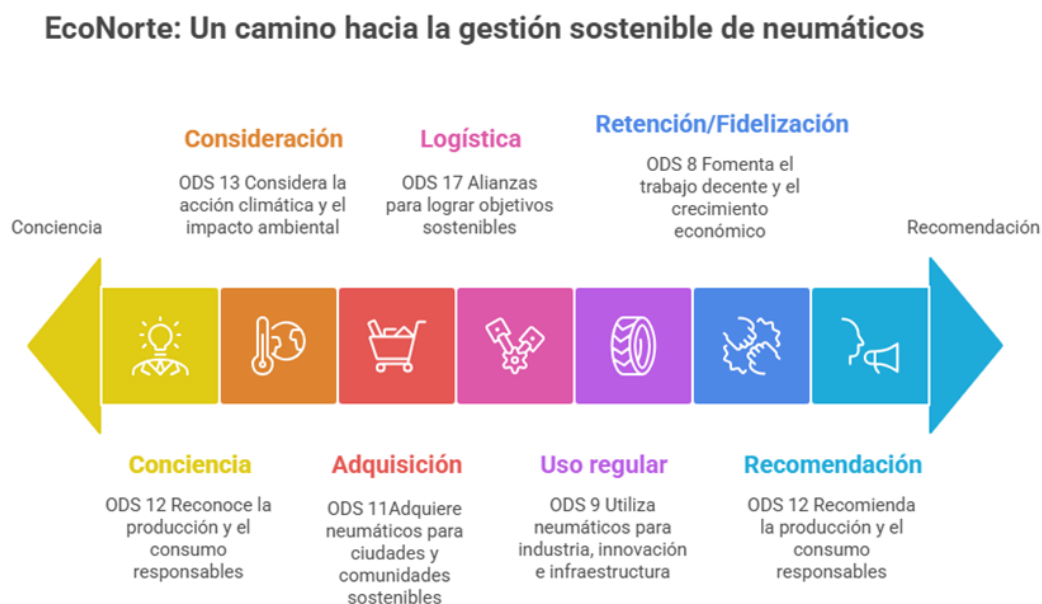 EcoNorte: Un camino hacia la gestión sostenible de neumáticos
Consideración
ODS 13 Considera la
acción climática y el
impacto ambiental
Logística
ODS 17 Alianzas
para lograr objetivos
sostenibles
Retención/Fidelización
ODS 8 Fomenta el
trabajo decente y el
crecimiento
económico
Conciencia
Recomendación
Conciencia
ODS 12 Reconoce la
producción y el
consumo
responsables
Adquisición
ODS 11Adquiere
neumáticos para
ciudades y
comunidades
sostenibles
Uso regular
ODS 9 Utiliza
neumáticos para
industria, innovación
e infraestructura
Recomendación
ODS 12 Recomienda
la producción y el
consumo
responsables